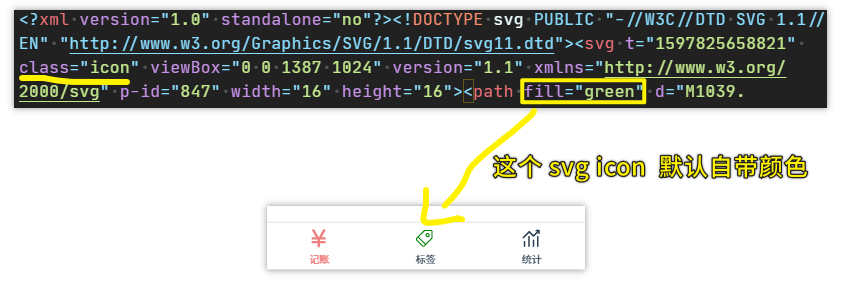 <?xml version="1.0" standalone="no"?><!DOCTYPE svg PUBLIC "-//W3C//DTD SVG 1.1//
EN" "http://www.w3.org/Graphics/SVG/1.1/DTD/svg11.dtd"><svg t="1597825658821"
class="icon" viewBox="0 0 1387 1024" version="1.1" xmlns="http://www.w3.org/
2000/svg" p-id="847" width="16" height="16"><path fill="green" d="M1039.
这个 svg icon 默认自带颜色
记账 标签 统计